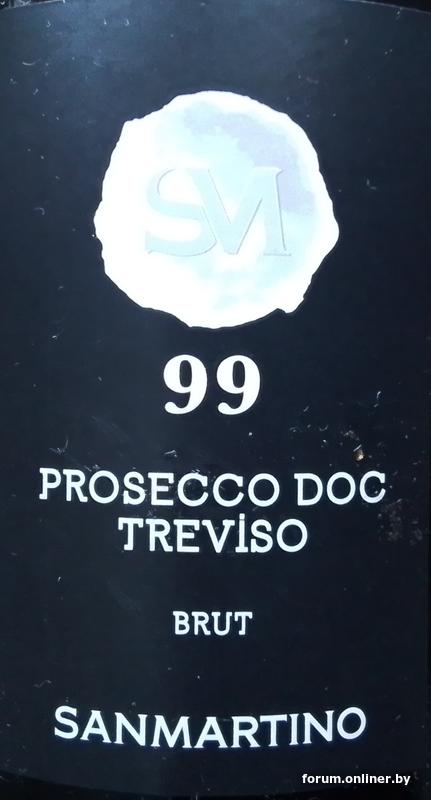 SM
99
PROSECCO DOC
TREViSO
BRUT
SANMARTINO
forum.onliner.by